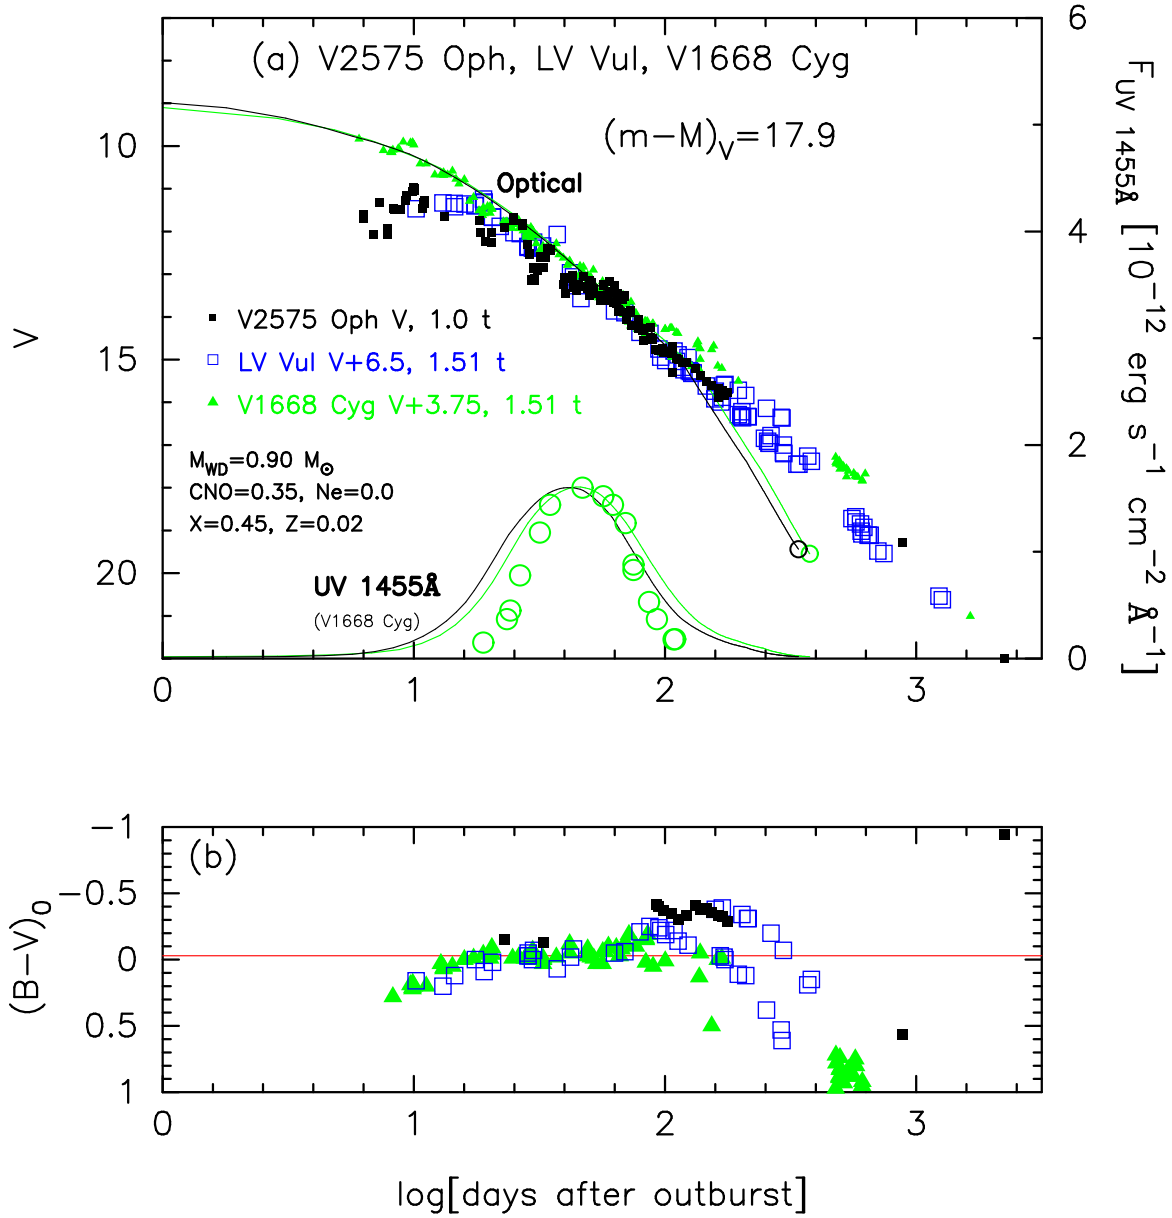 (a) V2575 Oph, LV Vul, V1668 Cyg
(m−M)V=17.9
Optical
V2575 Oph V, 1.0 t
LV Vul V+6.5, 1.51 t
V1668 Cyg V+3.75, 1.51 t
MWD=0.90 M⊙
CNO=0.35, Ne=0.0
X=0.45, Z=0.02
UV 1455Å
(V1668 Cyg)
V
10
15
20
6
4
2
0
FUV 1455Å [10−12 erg s−1 cm−2 Å−1]
0 1 2 3
(b)
(B−V)0
−1
−0.5
0
0.5
1
0 1 2 3
log[days after outburst]